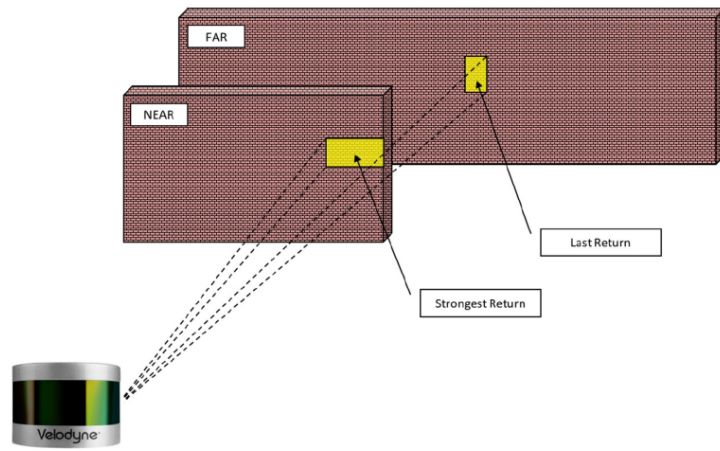 FAR
NEAR
Last Return
Strongest Return
Velodyne